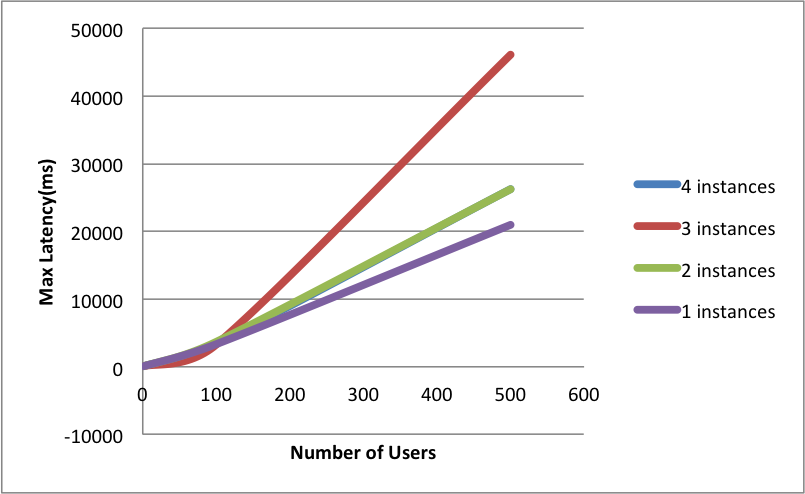 50000
40000
30000
20000
10000
0
-10000
0 100 200 300 400 500 600
Max Latency(ms)
Number of Users
4 instances
3 instances
2 instances
1 instances